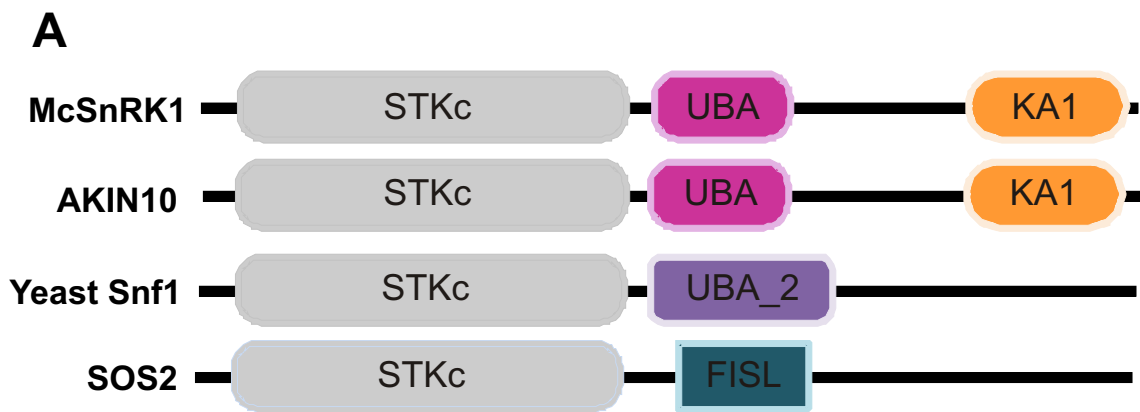 A
McSnRK1 STKc UBA KA1
AKIN10 STKc UBA KA1
Yeast Snf1 STKc UBA_2
SOS2 STKc FISL